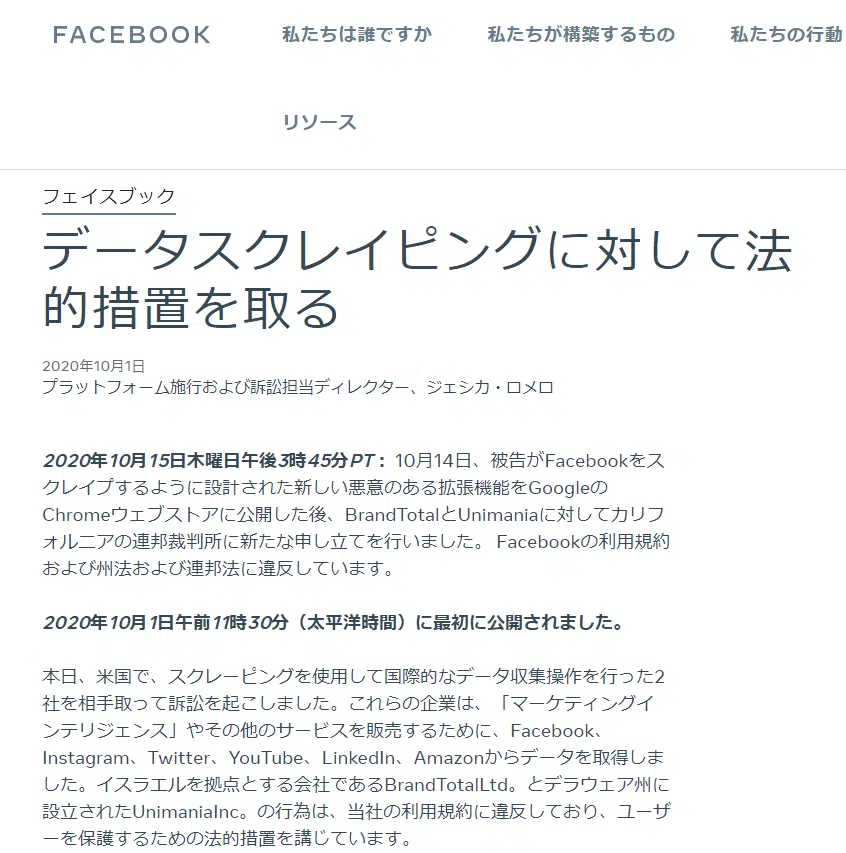 FACEBOOK 私たちは誰ですか 私たちが構築するもの 私たちの行動
リソース
フェイスブック
データスクレイピングに対して法
的措置を取る
2020年10月1日
プラットフォーム施行および訴訟担当ディレクター、ジェシカ・ロメロ
2020年10月15日木曜日午後3時45分PT： 10月14日、被告がFacebookをス
クレイプするように設計された新しい悪意のある拡張機能をGoogleの
Chromeウェブストアに公開した後、BrandTotalとUnimaniaに対してカリフ
ォルニアの連邦裁判所に新たな申し立てを行いました。 Facebookの利用規約
および州法および連邦法に違反しています。
2020年10月1日午前11時30分（太平洋時間）に最初に公開されました。
本日、米国で、スクレーピングを使用して国際的なデータ収集操作を行った2
社を相手取って訴訟を起こしました。これらの企業は、「マーケティングイ
ンテリジェンス」やその他のサービスを販売するために、Facebook、
Instagram、Twitter、YouTube、LinkedIn、Amazonからデータを取得しま
した。イスラエルを拠点とする会社であるBrandTotalLtd。とデラウェア州に
設立されたUnimaniaInc。の行為は、当社の利用規約に違反しており、ユーザ
ーを保護するための法的措置を講じています。